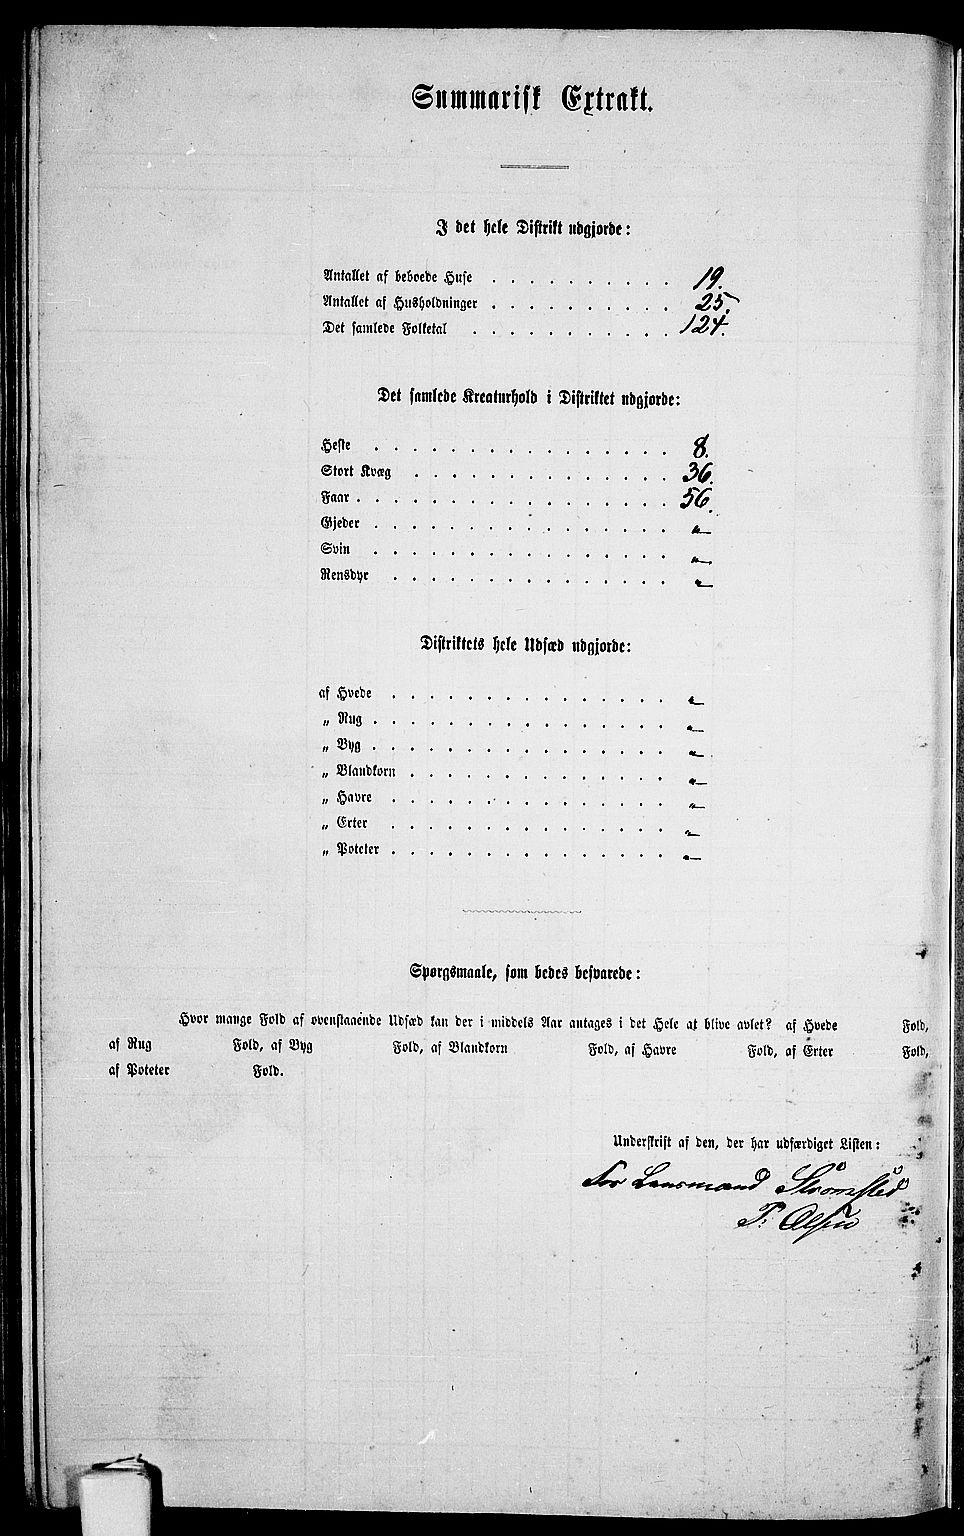 Summarisk Extrakt.
I det hele Distrikt udgjorde:
Antallet af beboede Huse . . . . . . . . . . 19.
Antallet af Husholdninger . . . . . . . . . . 25.
Det samlede Folketal . . . . . . . . . . . 124.
Det samlede Kreaturhold i Distriktet udgjorde:
Heste . . . . . . . . . . . . . . . . 8.
Stort Kvæg . . . . . . . . . . . . . . 36.
Faar . . . . . . . . . . . . . . . . . 56.
Gjeder . . . . . . . . . . . . . . . . „
Svin . . . . . . . . . . . . . . . . „
Rensdyr . . . . . . . . . . . . . . . „
Distriktets hele Udsæd udgjorde:
af Hvede . . . . . . . . . . . . . . . „
„ Rug . . . . . . . . . . . . . . . . „
„ Byg . . . . . . . . . . . . . . . . „
„ Blandkorn . . . . . . . . . . . . . . „
„ Havre . . . . . . . . . . . . . . . „
„ Erter . . . . . . . . . . . . . . . „
„ Poteter . . . . . . . . . . . . . . . „
Spørgsmaale, som bedes besvarede:
Hvor mange Fold af ovenstaaende Udsæd kan der i middels Aar antages i det Hele at blive avlet? af Hvede Fold,
af Rug Fold, af Byg Fold, af Blandkorn Fold, af Havre Fold, af Erter Fold,
af Poteter Fold.
Underskrift af den, der har udfærdiget Listen:
For Lensmand Strømsted
P. Olsen